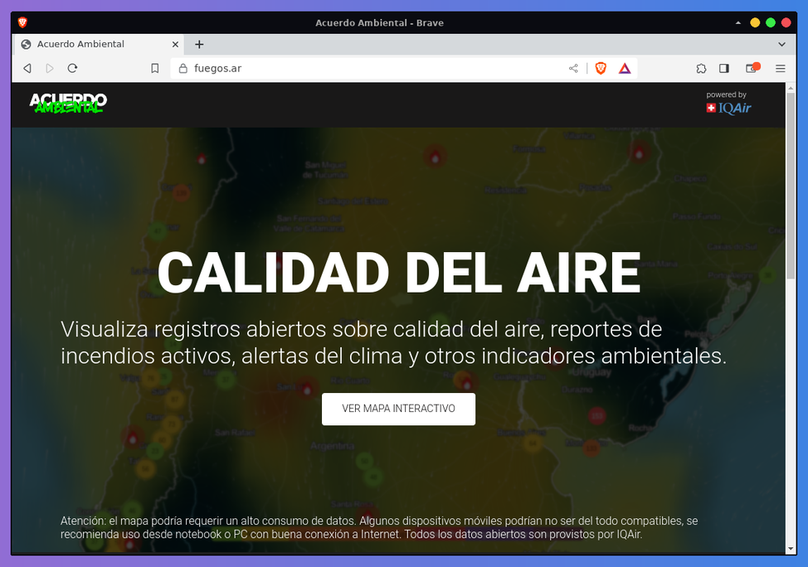 Acuerdo Ambiental - Brave
Acuerdo Ambiental
fuegos.ar
ACUERDO
AMBIENTAL
powered by
IQAir
CALIDAD DEL AIRE
Visualiza registros abiertos sobre calidad del aire, reportes de
incendios activos, alertas del clima y otros indicadores ambientales.
VER MAPA INTERACTIVO
Atención: el mapa podría requerir un alto consumo de datos. Algunos dispositivos móviles podrían no ser del todo compatibles, se
recomienda uso desde notebook o PC con buena conexión a Internet. Todos los datos abiertos son provistos por IQAir.